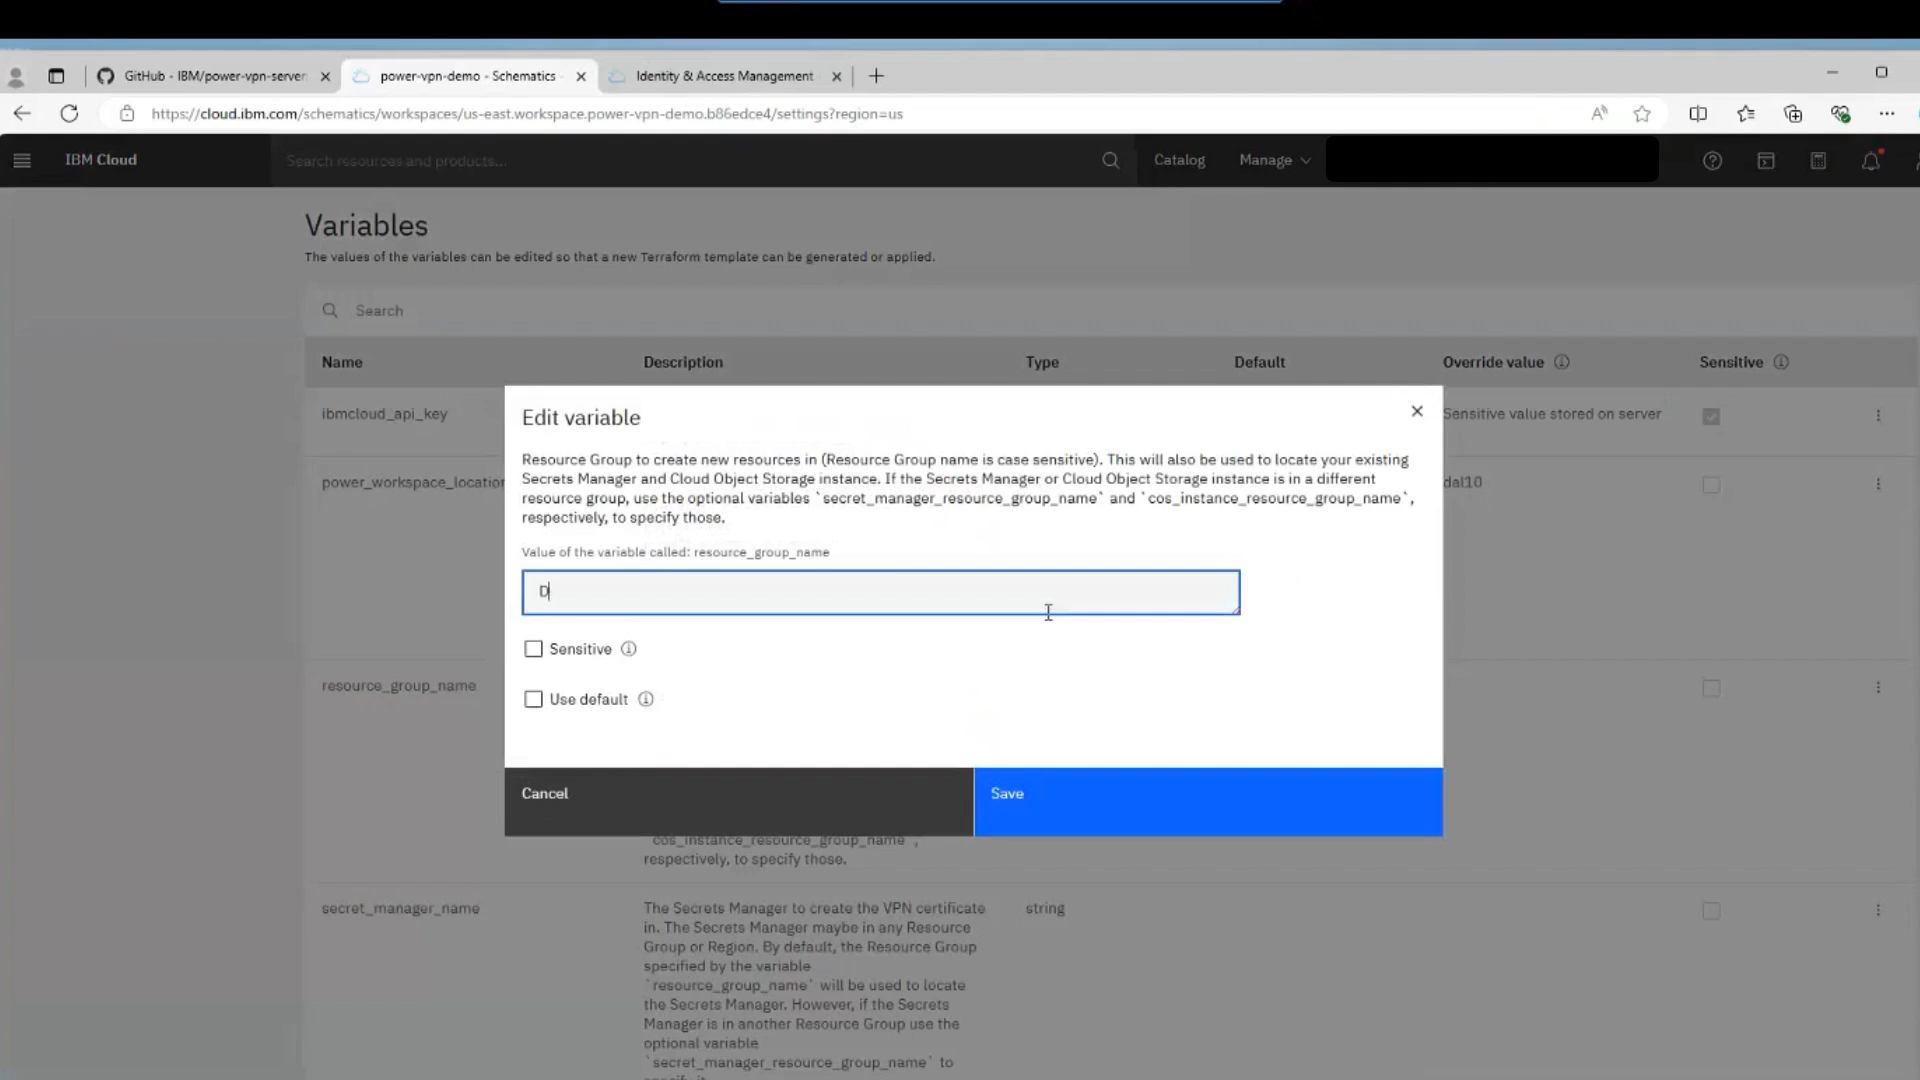 GitHub - IBM/power-vpn-server
power-vpn-demo - Schematics
Identity & Access Management
https://cloud.ibm.com/schematics/workspaces/us-east.workspace.power-vpn-demo.b86edce4/settings?region=us
IBM Cloud
Search resources and products...
Catalog
Manage
Variables
The values of the variables can be edited so that a new Terraform template can be generated or applied.
Search
Name Description Type Default Override value Sensitive
ibmcloud_api_key
Sensitive value stored on server
power_workspace_location
dal10
Edit variable
Resource Group to create new resources in (Resource Group name is case sensitive). This will also be used to locate your existing
Secrets Manager and Cloud Object Storage instance. If the Secrets Manager or Cloud Object Storage instance is in a different
resource group, use the optional variables `secret_manager_resource_group_name` and `cos_instance_resource_group_name`,
respectively, to specify those.
Value of the variable called: resource_group_name
D
Sensitive
Use default
Cancel
Save
resource_group_name
`cos_instance_resource_group_name`,
respectively, to specify those.
secret_manager_name
The Secrets Manager to create the VPN certificate
in. The Secrets Manager maybe in any Resource
Group or Region. By default, the Resource Group
specified by the variable
`resource_group_name` will be used to locate
the Secrets Manager. However, if the Secrets
Manager is in another Resource Group use the
optional variable
`secret_manager_resource_group_name` to
string